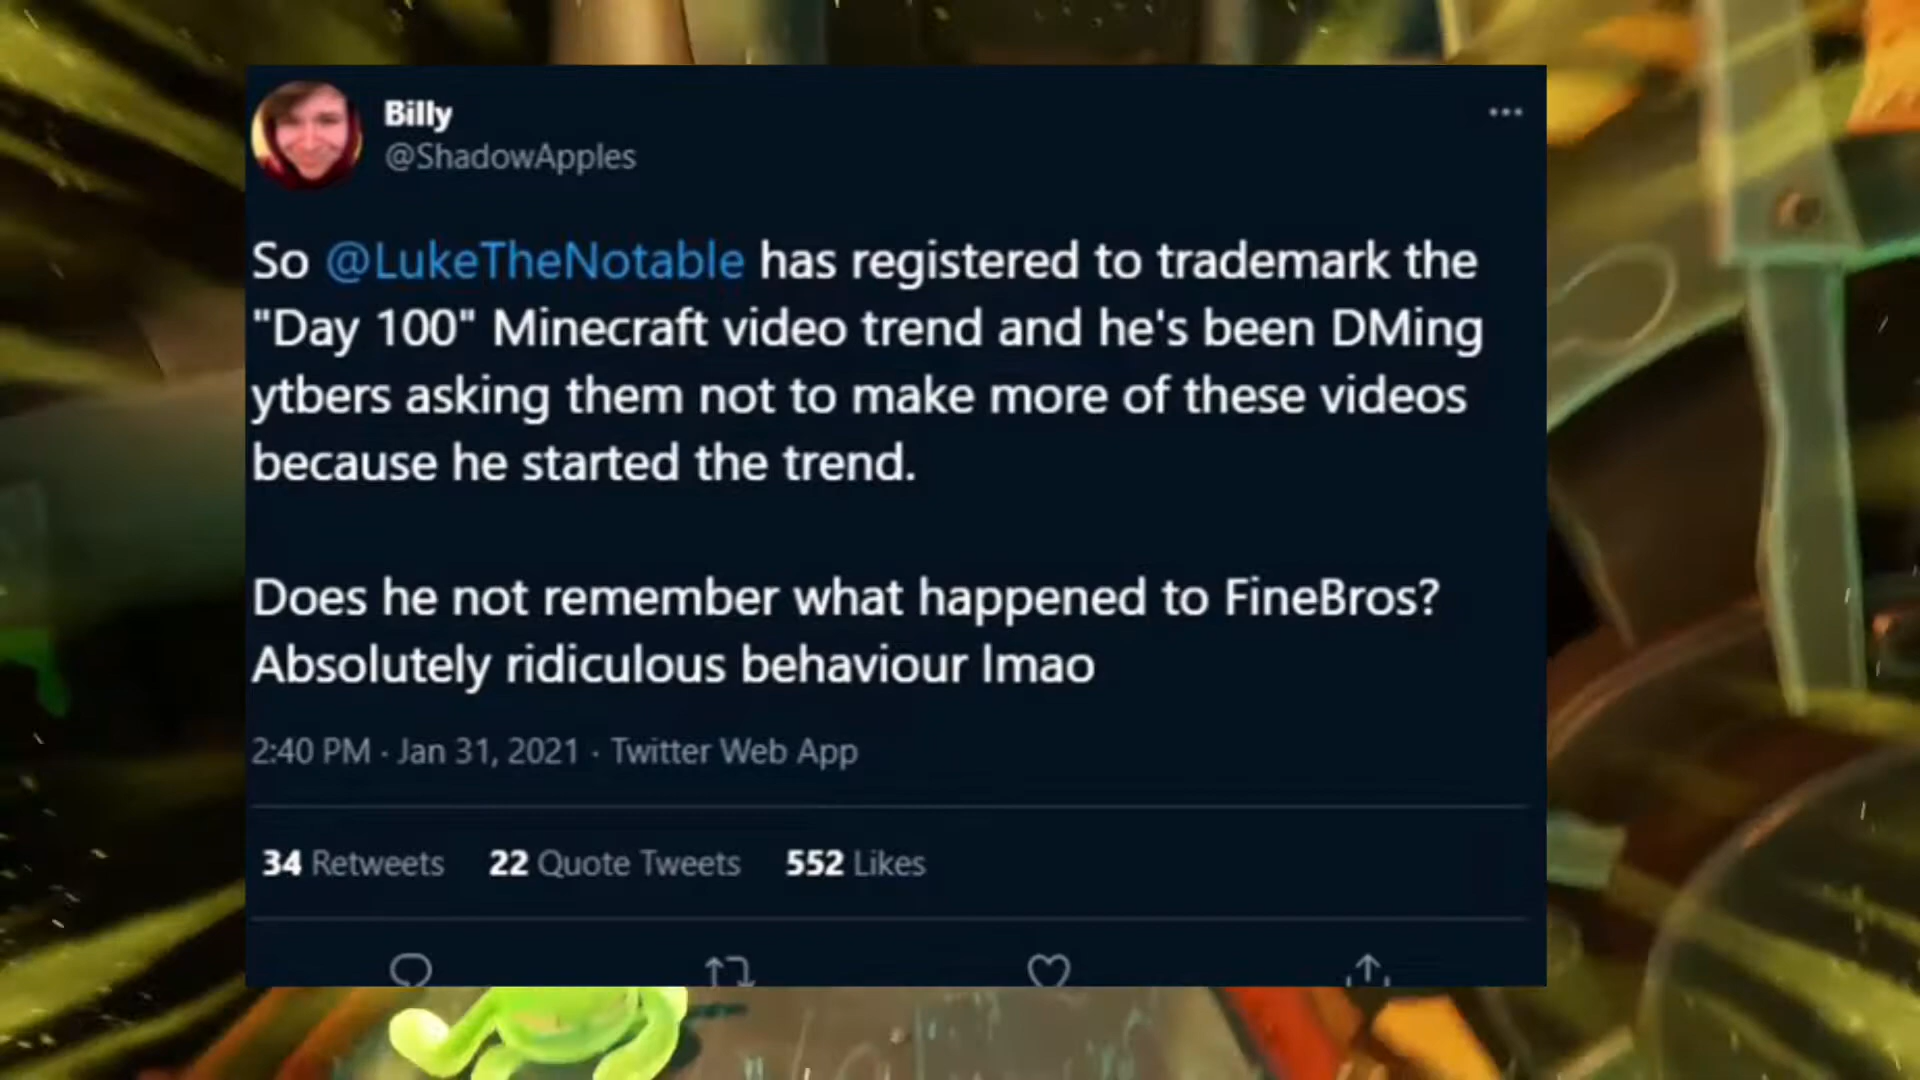 Billy
@ShadowApples
So @LukeTheNotable has registered to trademark the
"Day 100" Minecraft video trend and he's been DMing
ytbers asking them not to make more of these videos
because he started the trend.
Does he not remember what happened to FineBros?
Absolutely ridiculous behaviour lmao
2:40 PM · Jan 31, 2021 · Twitter Web App
34 Retweets 22 Quote Tweets 552 Likes